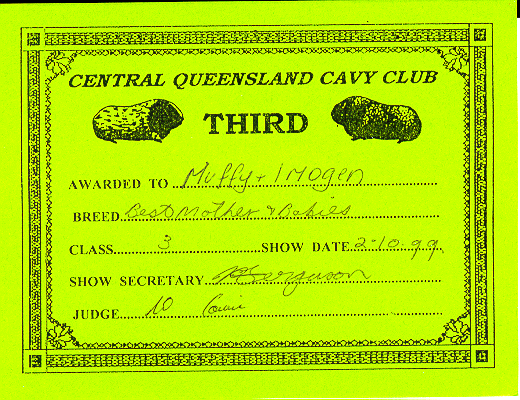 CENTRAL QUEENSLAND CAVY CLUB
THIRD
AWARDED TO Muffy + Imogen
BREED Best Mother & Babies
CLASS 3 SHOW DATE 2-10-99
SHOW SECRETARY Ferguson
JUDGE